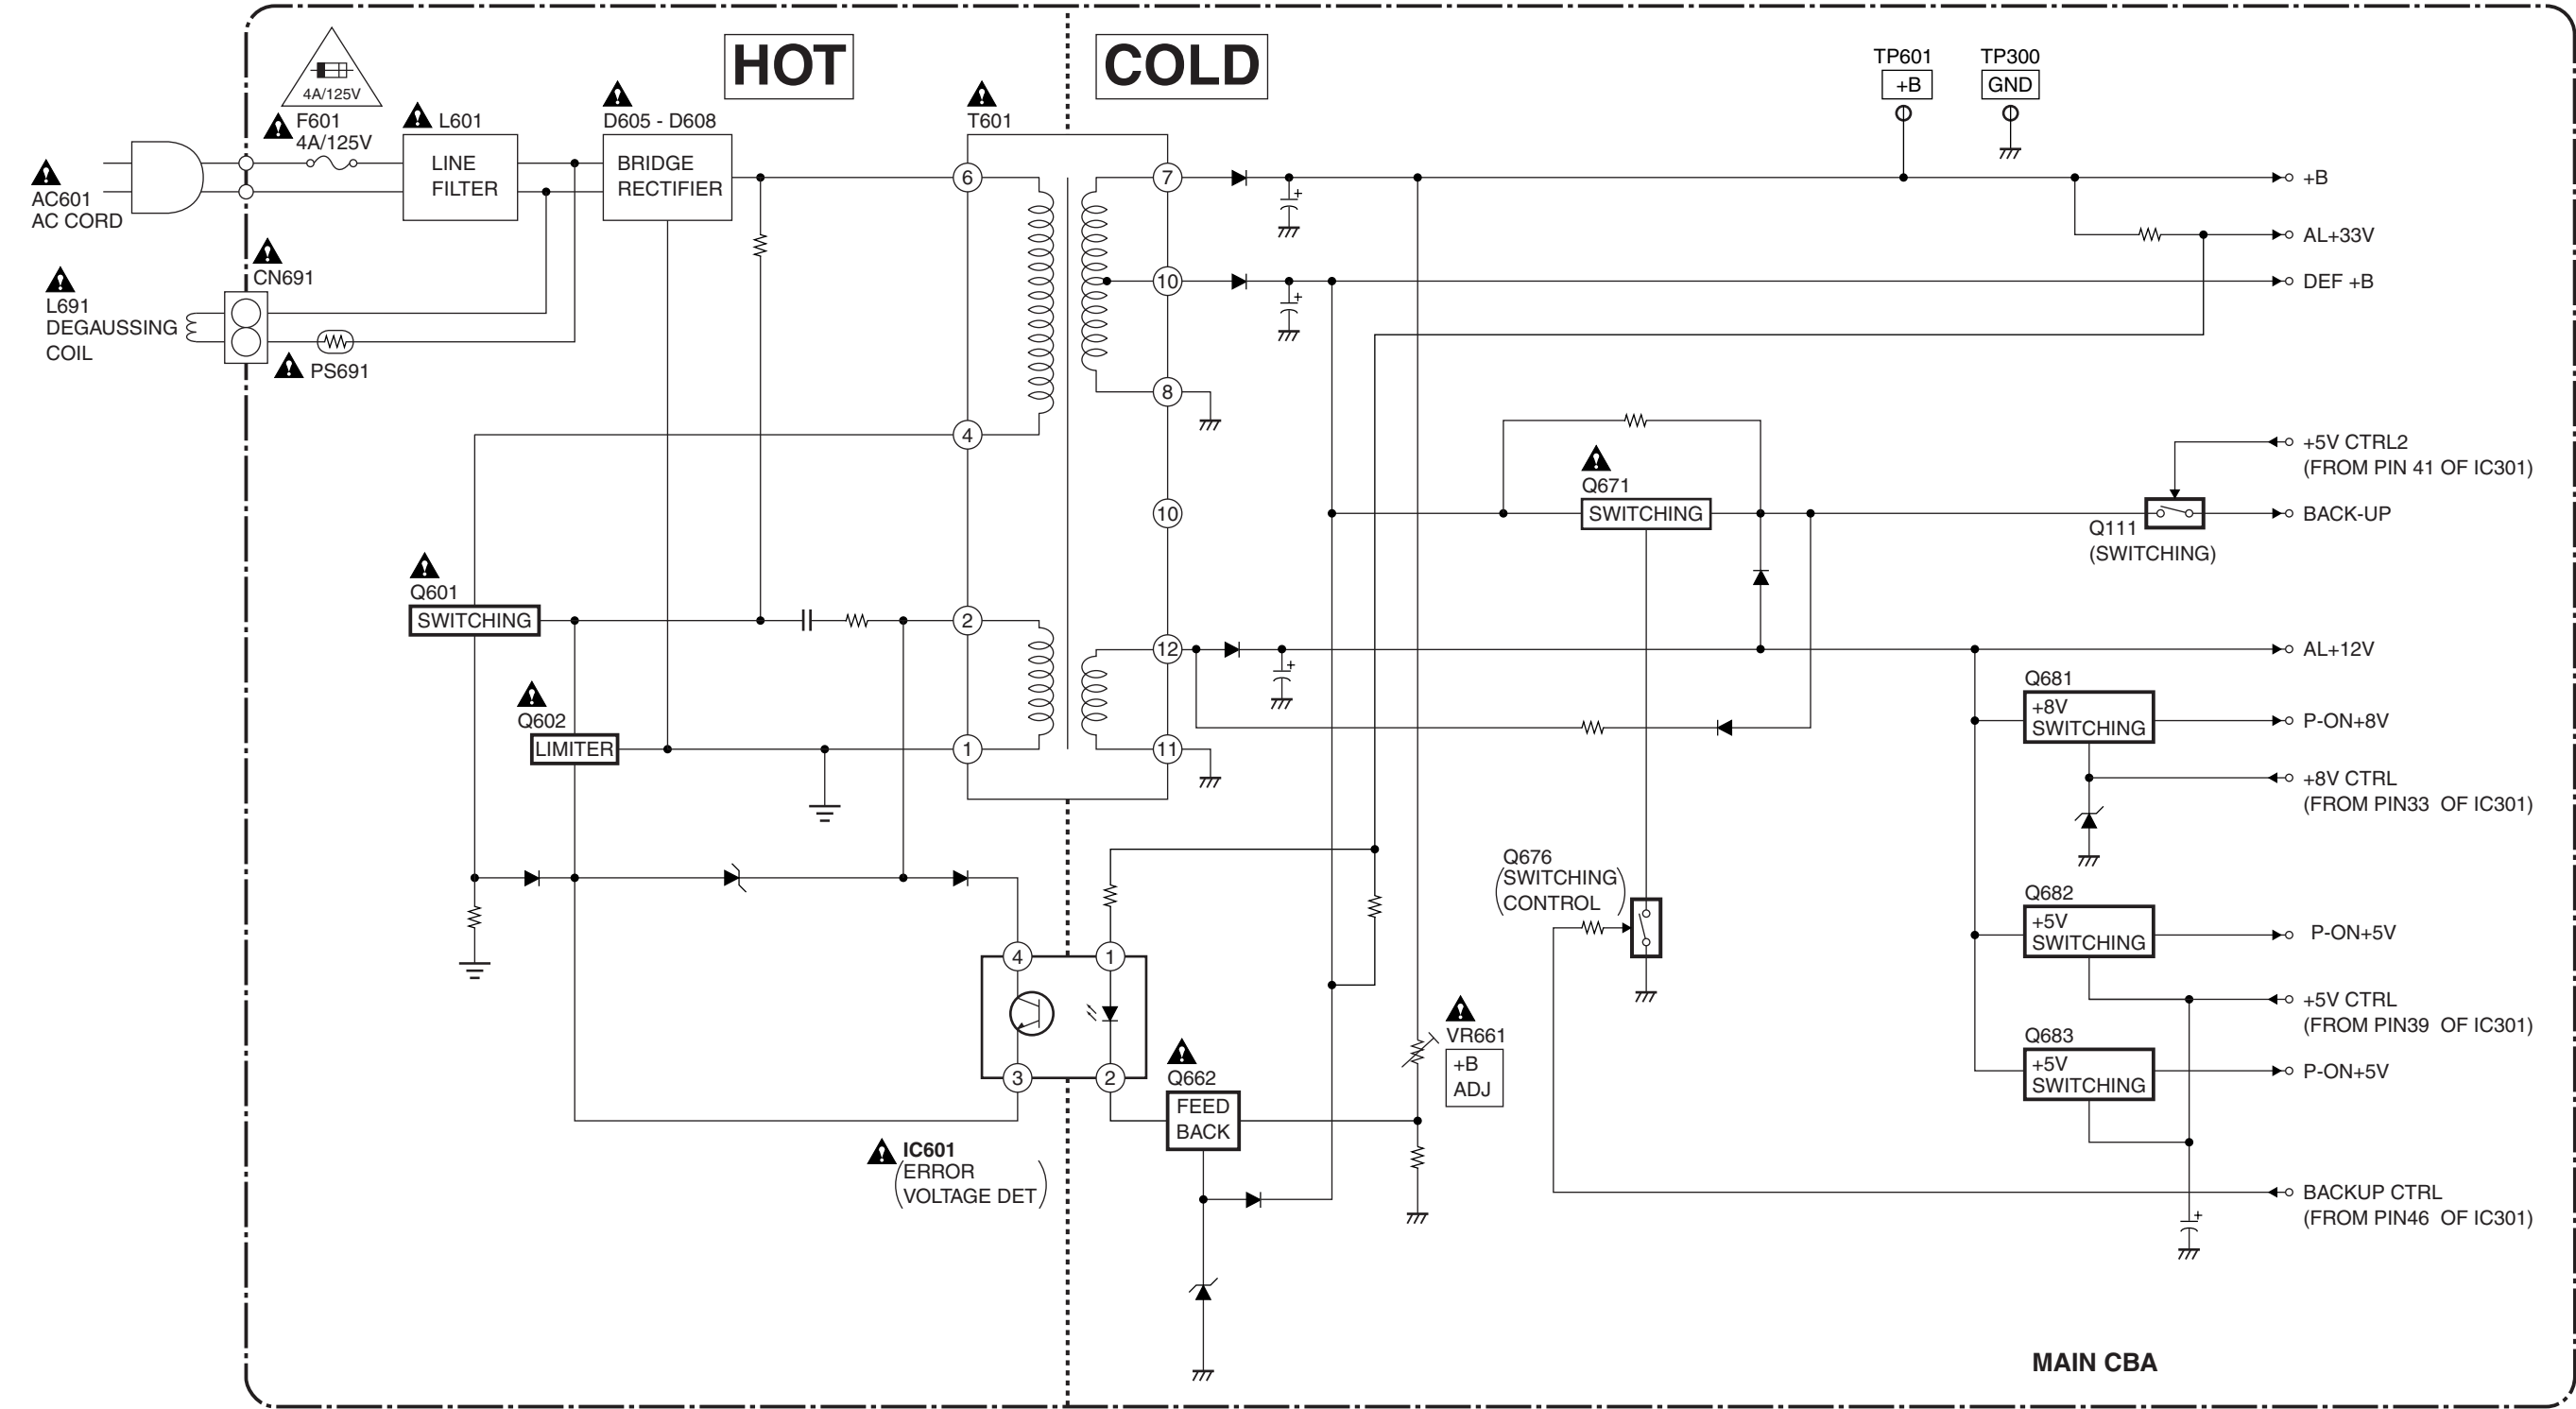 HOT
COLD
4A/125V
F601
4A/125V
L601
LINE
FILTER
D605 - D608
BRIDGE
RECTIFIER
T601
TP601
+B
TP300
GND
AC601
AC CORD
CN691
L691
DEGAUSSING
COIL
PS691
6
4
2
1
7
10
8
10
12
11
+B
AL+33V
DEF +B
+5V CTRL2
(FROM PIN 41 OF IC301)
Q671
SWITCHING
Q111
(SWITCHING)
BACK-UP
Q601
SWITCHING
Q602
LIMITER
AL+12V
Q681
+8V
SWITCHING
P-ON+8V
+8V CTRL
(FROM PIN33 OF IC301)
Q676
(SWITCHING
CONTROL)
Q682
+5V
SWITCHING
P-ON+5V
+5V CTRL
(FROM PIN39 OF IC301)
Q683
+5V
SWITCHING
P-ON+5V
4
1
3
2
VR661
+B
ADJ
Q662
FEED
BACK
IC601
(ERROR
VOLTAGE DET)
BACKUP CTRL
(FROM PIN46 OF IC301)
MAIN CBA